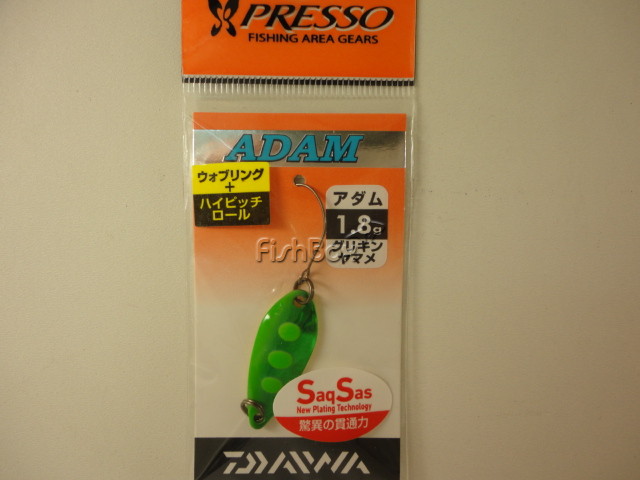 PRESSO
FISHING AREA GEARS
ADAM
ウォブリング
+
ハイピッチ
ロール
アダム
1.8g
グリキン
ヤマメ
SaqSas
New Plating Technology
驚異の貫通力
DAIWA